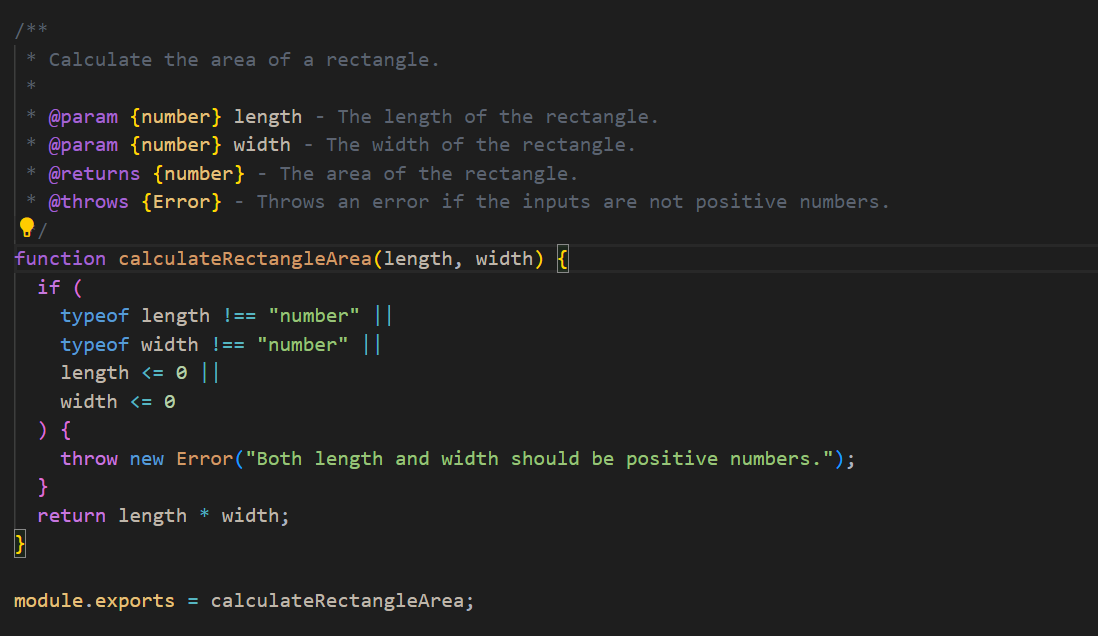 /**
 * Calculate the area of a rectangle.
 *
 * @param {number} length - The length of the rectangle.
 * @param {number} width - The width of the rectangle.
 * @returns {number} - The area of the rectangle.
 * @throws {Error} - Throws an error if the inputs are not positive numbers.
 /
function calculateRectangleArea(length, width) {
  if (
    typeof length !== "number" ||
    typeof width !== "number" ||
    length <= 0 ||
    width <= 0
  ) {
    throw new Error("Both length and width should be positive numbers.");
  }
  return length * width;
}

module.exports = calculateRectangleArea;